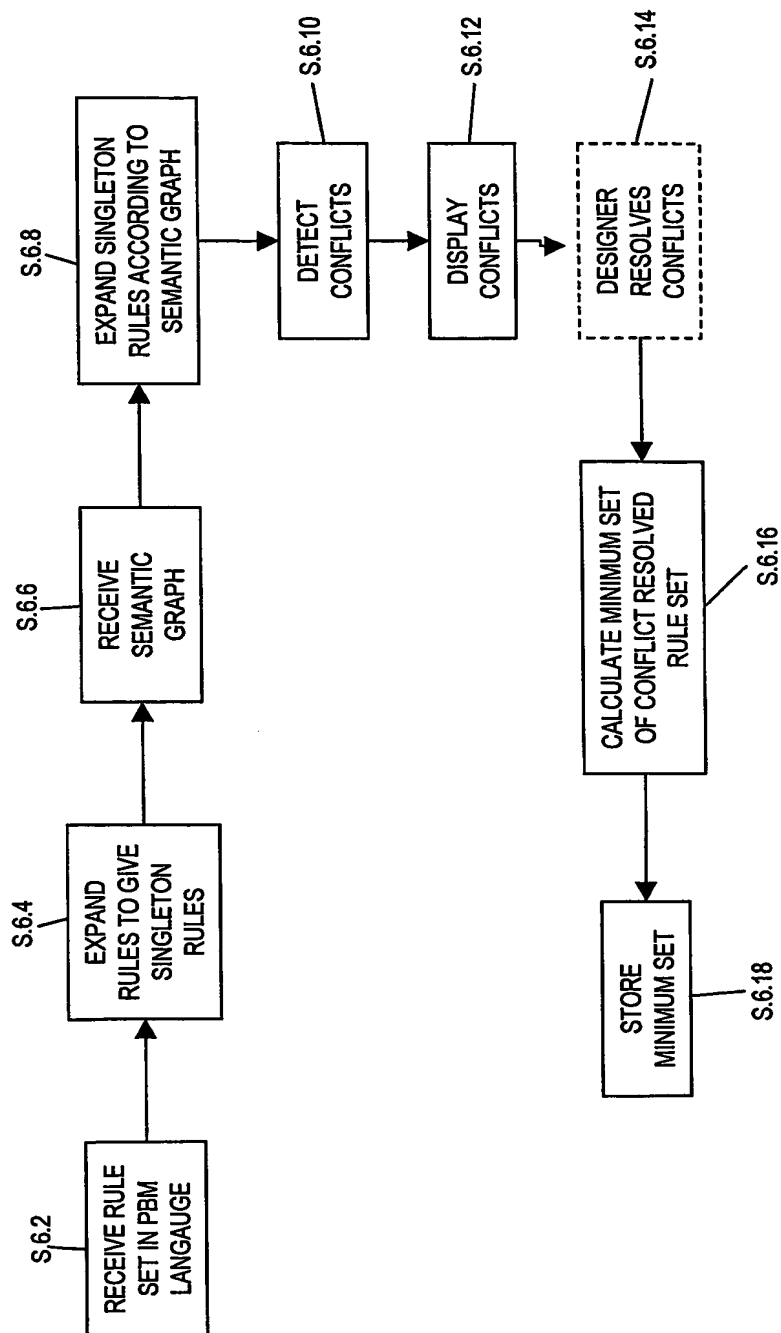 S.6.2
RECEIVE RULE
SET IN PBM
LANGAUGE
S.6.4
EXPAND
RULES TO GIVE
SINGLETON
RULES
S.6.6
RECEIVE
SEMANTIC
GRAPH
S.6.8
EXPAND SINGLETON
RULES ACCORDING TO
SEMANTIC GRAPH
S.6.10
DETECT
CONFLICTS
S.6.12
DISPLAY
CONFLICTS
S.6.14
DESIGNER
RESOLVES
CONFLICTS
CALCULATE MINIMUM SET
OF CONFLICT RESOLVED
RULE SET
S.6.16
STORE
MINIMUM SET
S.6.18